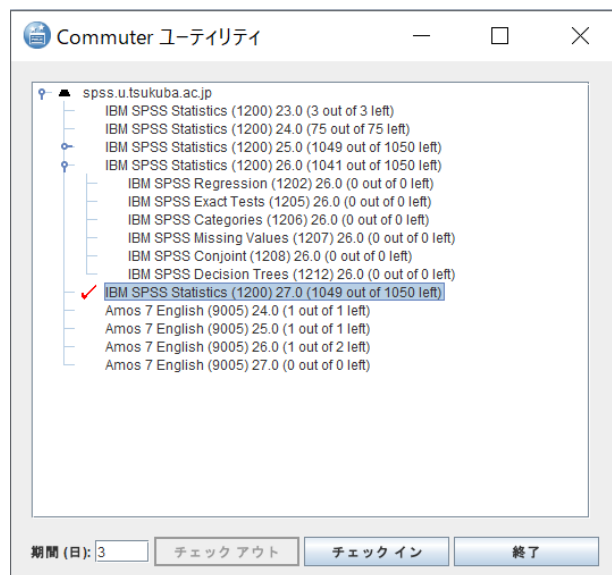 Commuter ユーティリティ
spss.u.tsukuba.ac.jp
IBM SPSS Statistics (1200) 23.0 (3 out of 3 left)
IBM SPSS Statistics (1200) 24.0 (75 out of 75 left)
IBM SPSS Statistics (1200) 25.0 (1049 out of 1050 left)
IBM SPSS Statistics (1200) 26.0 (1041 out of 1050 left)
IBM SPSS Regression (1202) 26.0 (0 out of 0 left)
IBM SPSS Exact Tests (1205) 26.0 (0 out of 0 left)
IBM SPSS Categories (1206) 26.0 (0 out of 0 left)
IBM SPSS Missing Values (1207) 26.0 (0 out of 0 left)
IBM SPSS Conjoint (1208) 26.0 (0 out of 0 left)
IBM SPSS Decision Trees (1212) 26.0 (0 out of 0 left)
IBM SPSS Statistics (1200) 27.0 (1049 out of 1050 left)
Amos 7 English (9005) 24.0 (1 out of 1 left)
Amos 7 English (9005) 25.0 (1 out of 1 left)
Amos 7 English (9005) 26.0 (1 out of 2 left)
Amos 7 English (9005) 27.0 (0 out of 0 left)
期間 (日): 3 チェック アウト チェック イン 終了